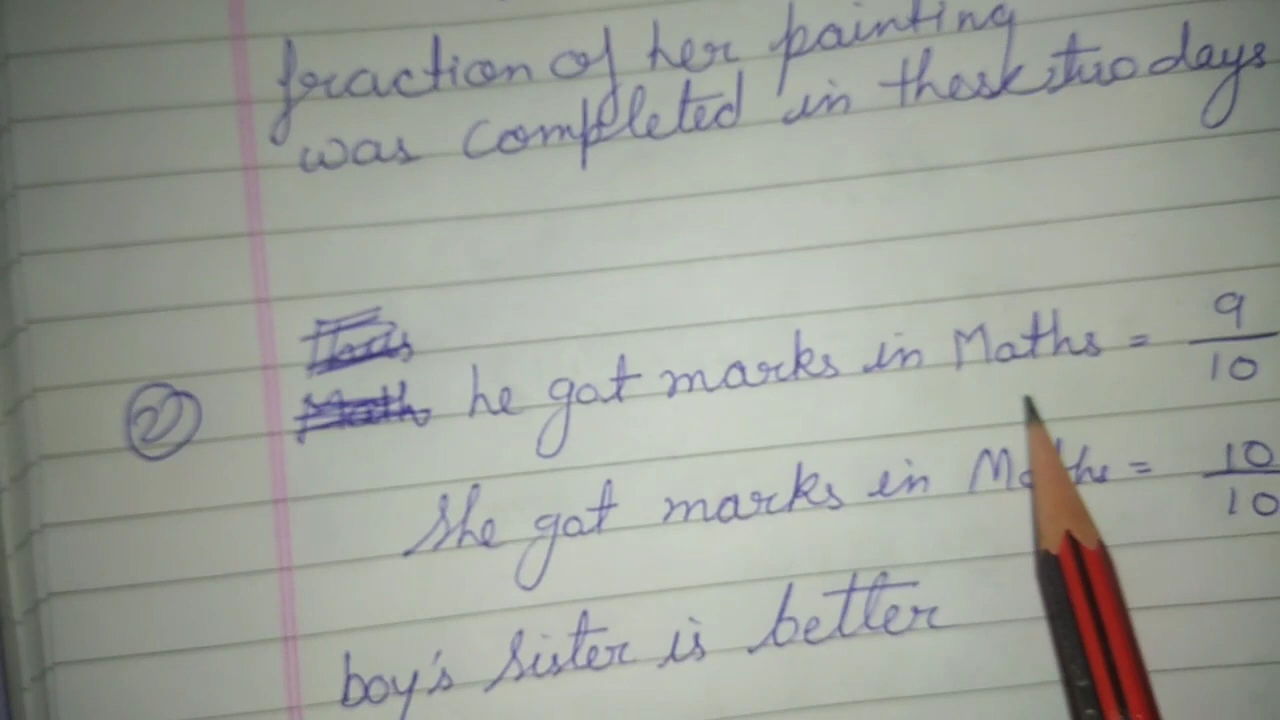 fraction of her painting
was completed in these two days
② he got marks in Maths = 9/10
She got marks in Maths = 10/10
boy's sister is better